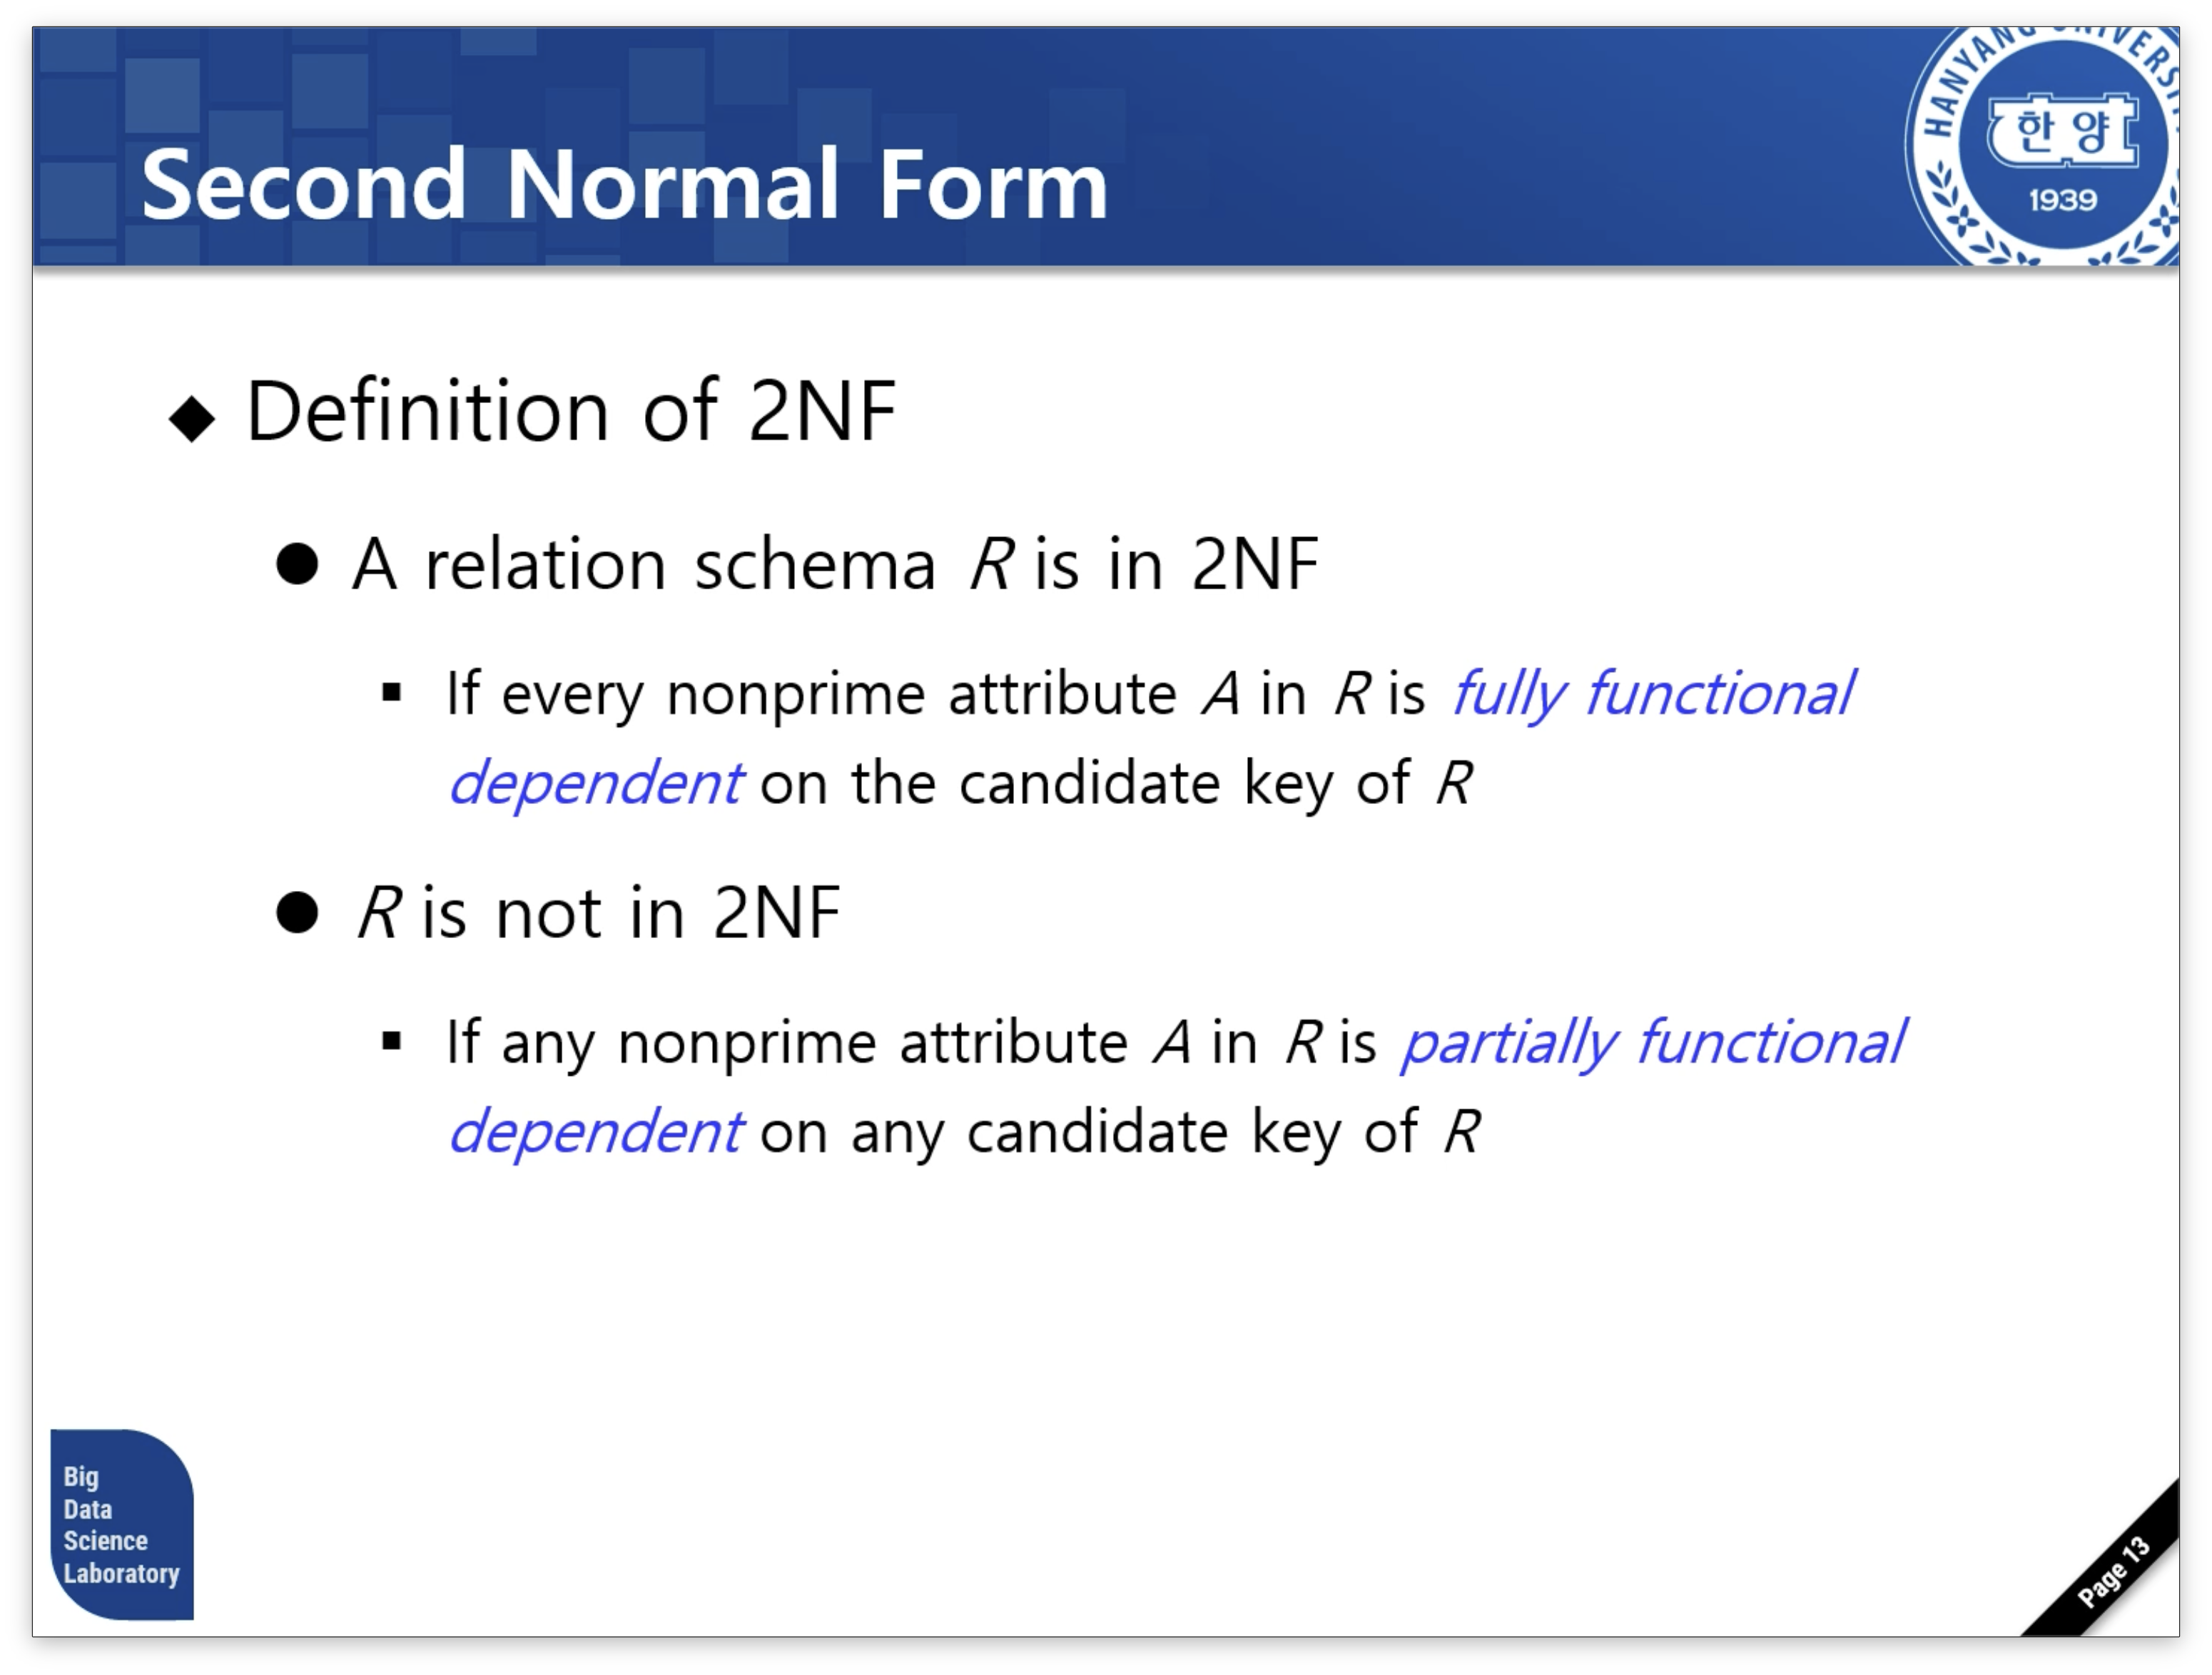 HANYANG UNIVERSITY
한양
1939
Second Normal Form
◆ Definition of 2NF
● A relation schema R is in 2NF
▪ If every nonprime attribute A in R is fully functional
dependent on the candidate key of R
● R is not in 2NF
▪ If any nonprime attribute A in R is partially functional
dependent on any candidate key of R
Big
Data
Science
Laboratory
Page 13